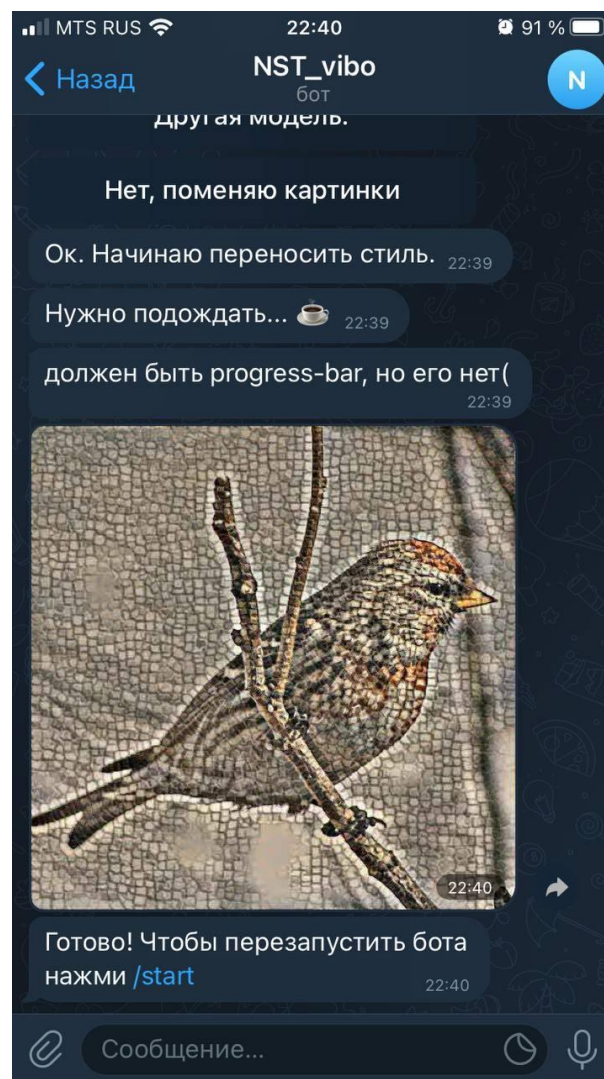 MTS RUS 22:40 91 %
Назад NST_vibo N
бот
Другая модель.
Нет, поменяю картинки
Ок. Начинаю переносить стиль. 22:39
Нужно подождать... ☕ 22:39
должен быть progress-bar, но его нет(
22:39
22:40
Готово! Чтобы перезапустить бота
нажми /start 22:40
Сообщение...